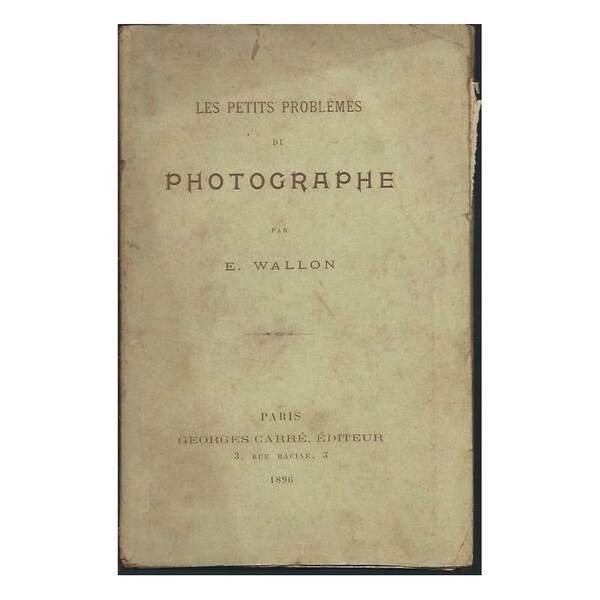 LES PETITS PROBLÈMES
DU
PHOTOGRAPHE
PAR
E. WALLON
PARIS
GEORGES CARRÉ, ÉDITEUR
3, RUE RACINE, 3
1896